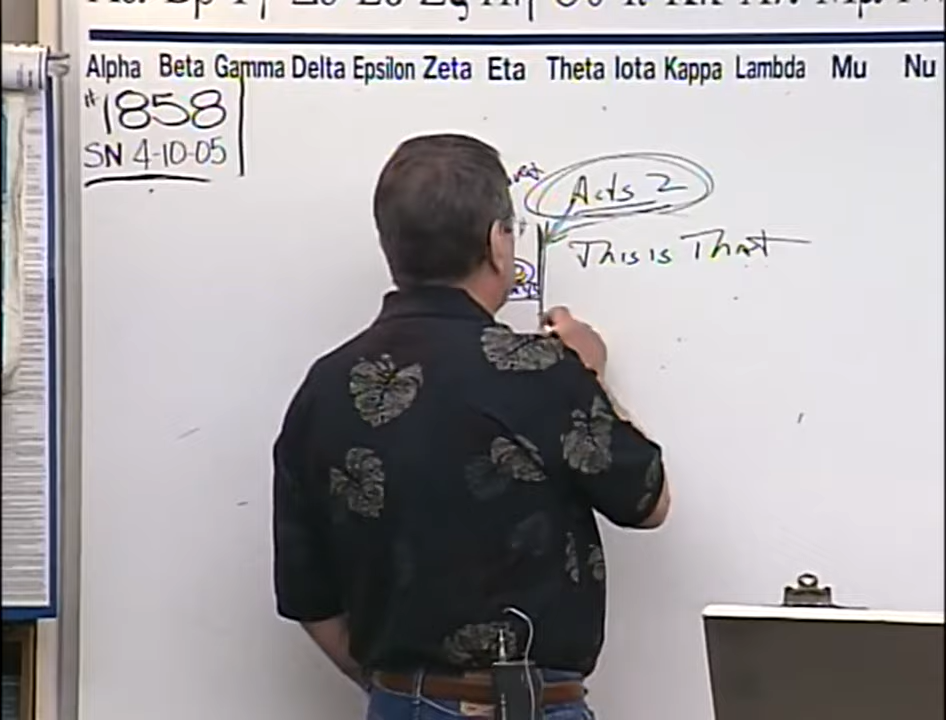 Alpha Beta Gamma Delta Epsilon Zeta Eta Theta Iota Kappa Lambda Mu Nu
#1858
SN 4-10-05
Acts 2
This is That